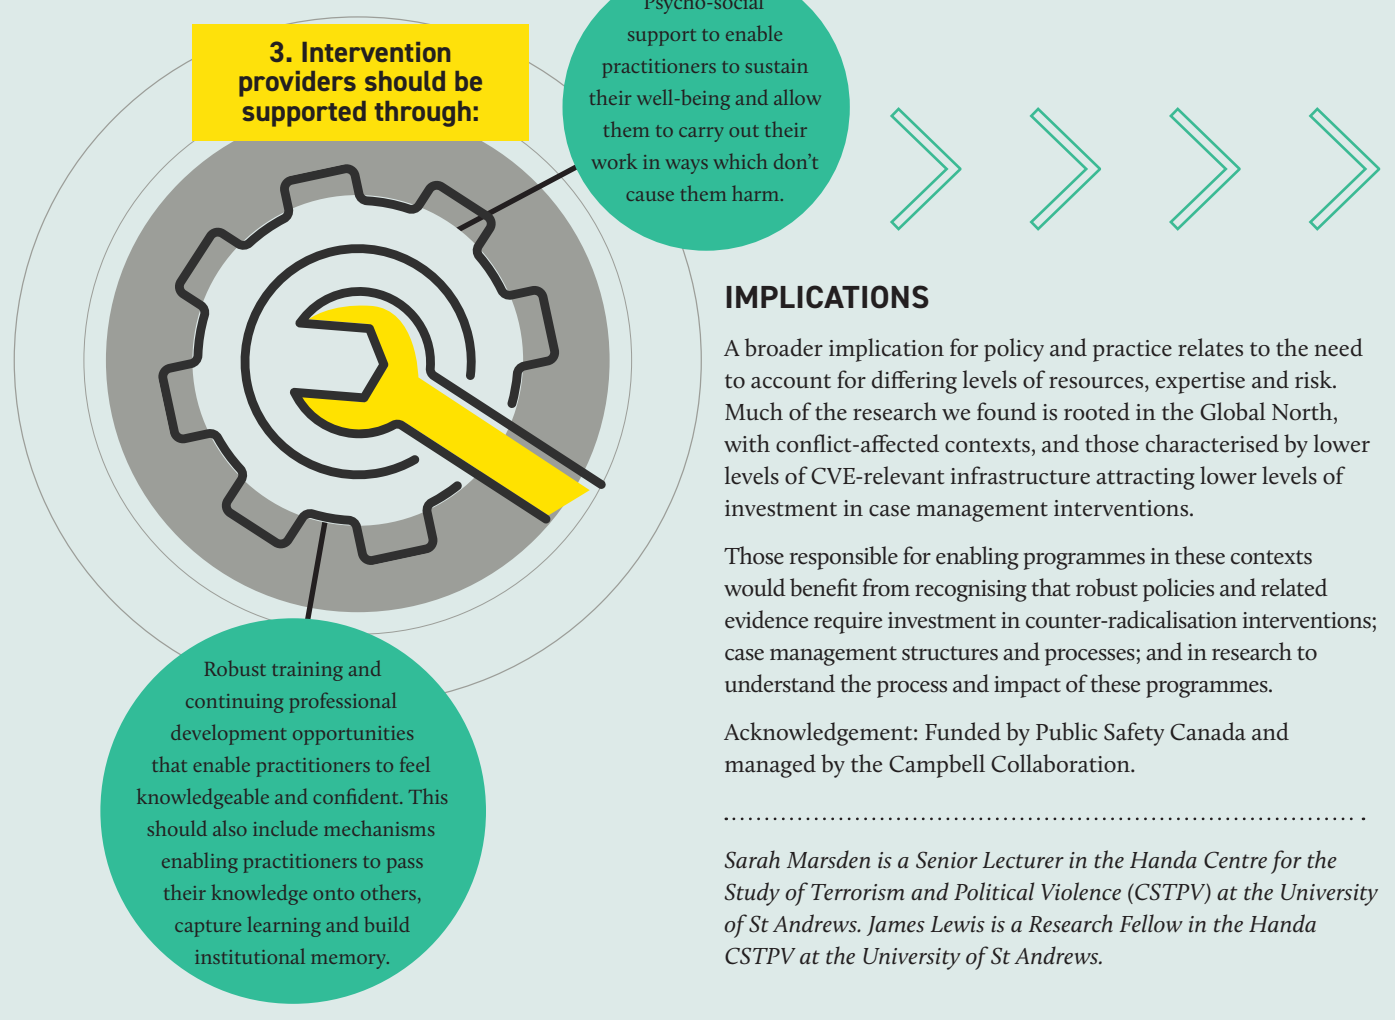 3. Intervention
providers should be
supported through:
Psycho-social
support to enable
practitioners to sustain
their well-being and allow
them to carry out their
work in ways which don’t
cause them harm.
Robust training and
continuing professional
development opportunities
that enable practitioners to feel
knowledgeable and confident. This
should also include mechanisms
enabling practitioners to pass
their knowledge onto others,
capture learning and build
institutional memory.
IMPLICATIONS
A broader implication for policy and practice relates to the need
to account for differing levels of resources, expertise and risk.
Much of the research we found is rooted in the Global North,
with conflict-affected contexts, and those characterised by lower
levels of CVE-relevant infrastructure attracting lower levels of
investment in case management interventions.
Those responsible for enabling programmes in these contexts
would benefit from recognising that robust policies and related
evidence require investment in counter-radicalisation interventions;
case management structures and processes; and in research to
understand the process and impact of these programmes.
Acknowledgement: Funded by Public Safety Canada and
managed by the Campbell Collaboration.
Sarah Marsden is a Senior Lecturer in the Handa Centre for the
Study of Terrorism and Political Violence (CSTPV) at the University
of St Andrews. James Lewis is a Research Fellow in the Handa
CSTPV at the University of St Andrews.